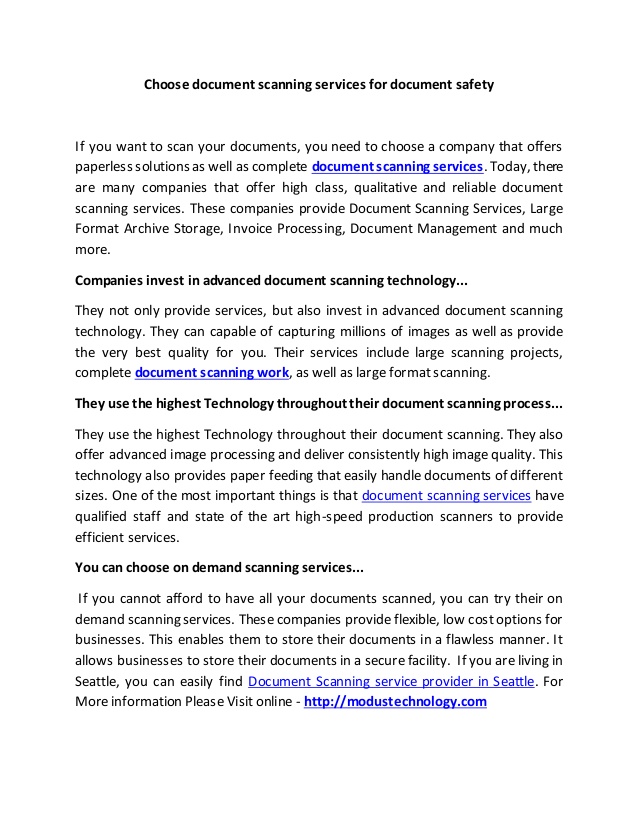 Choose document scanning services for document safety
If you want to scan your documents, you need to choose a company that offers
paperless solutions as well as complete document scanning services. Today, there
are many companies that offer high class, qualitative and reliable document
scanning services. These companies provide Document Scanning Services, Large
Format Archive Storage, Invoice Processing, Document Management and much
more.
Companies invest in advanced document scanning technology...
They not only provide services, but also invest in advanced document scanning
technology. They can capable of capturing millions of images as well as provide
the very best quality for you. Their services include large scanning projects,
complete document scanning work, as well as large format scanning.
They use the highest Technology throughout their document scanning process...
They use the highest Technology throughout their document scanning. They also
offer advanced image processing and deliver consistently high image quality. This
technology also provides paper feeding that easily handle documents of different
sizes. One of the most important things is that document scanning services have
qualified staff and state of the art high-speed production scanners to provide
efficient services.
You can choose on demand scanning services...
If you cannot afford to have all your documents scanned, you can try their on
demand scanning services. These companies provide flexible, low cost options for
businesses. This enables them to store their documents in a flawless manner. It
allows businesses to store their documents in a secure facility. If you are living in
Seattle, you can easily find Document Scanning service provider in Seattle. For
More information Please Visit online - http://modustechnology.com